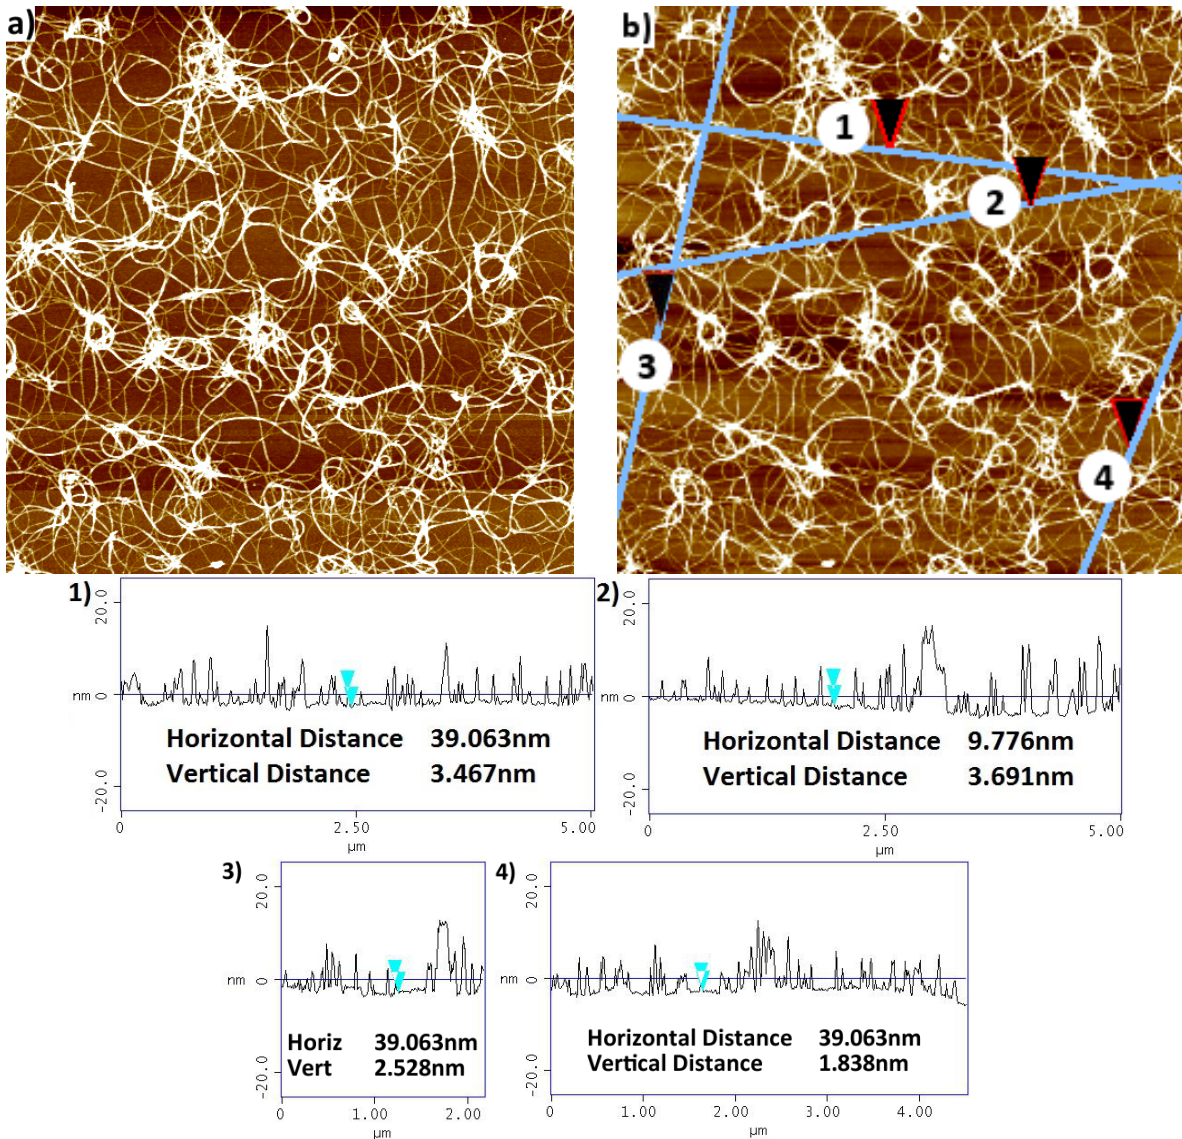 a)
b)
1
2
3
4
1)
20.0
nm 0
-20.0
Horizontal Distance 39.063nm
Vertical Distance 3.467nm
0 2.50 5.00
µm
2)
20.0
nm 0
-20.0
Horizontal Distance 9.776nm
Vertical Distance 3.691nm
0 2.50 5.00
µm
3)
20.0
nm 0
-20.0
Horiz 39.063nm
Vert 2.528nm
0 1.00 2.00
µm
4)
20.0
nm 0
-20.0
Horizontal Distance 39.063nm
Vertical Distance 1.838nm
0 1.00 2.00 3.00 4.00
µm